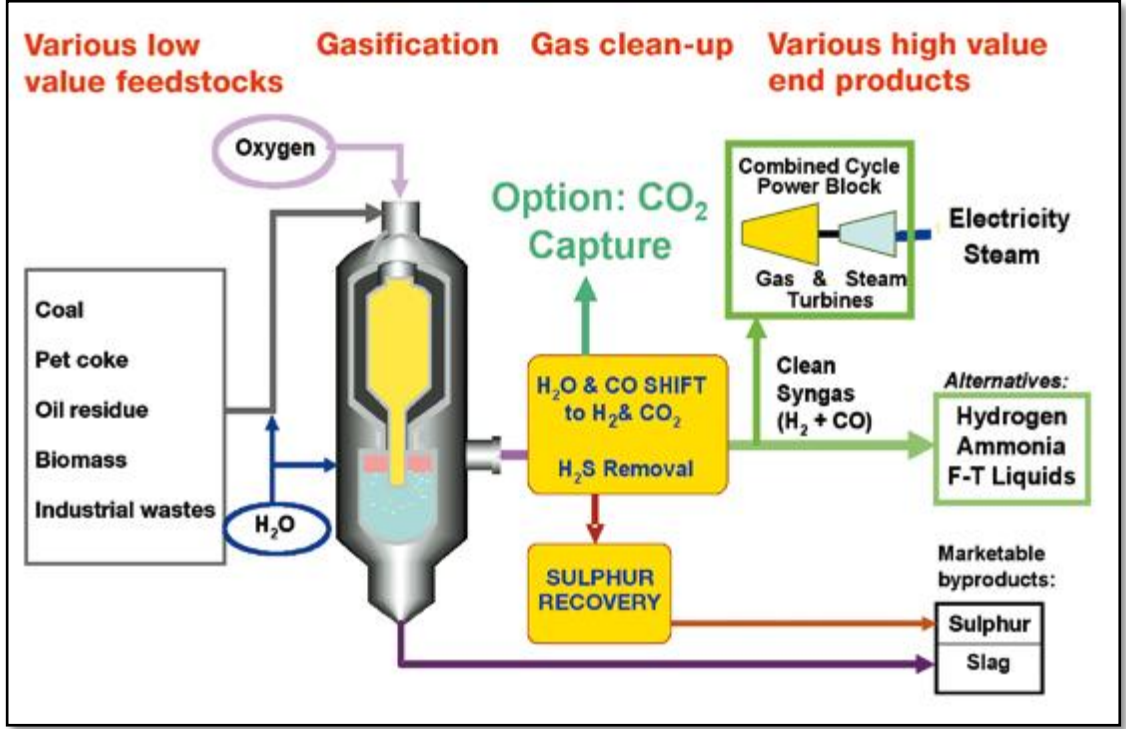 Various low
value feedstocks
Gasification
Gas clean-up
Various high value
end products
Oxygen
Coal
Pet coke
Oil residue
Biomass
Industrial wastes
H₂O
Option: CO₂
Capture
H₂O & CO SHIFT
to H₂& CO₂
H₂S Removal
SULPHUR
RECOVERY
Combined Cycle
Power Block
Gas & Steam
Turbines
Electricity
Steam
Clean
Syngas
(H₂ + CO)
Alternatives:
Hydrogen
Ammonia
F-T Liquids
Marketable
byproducts:
Sulphur
Slag